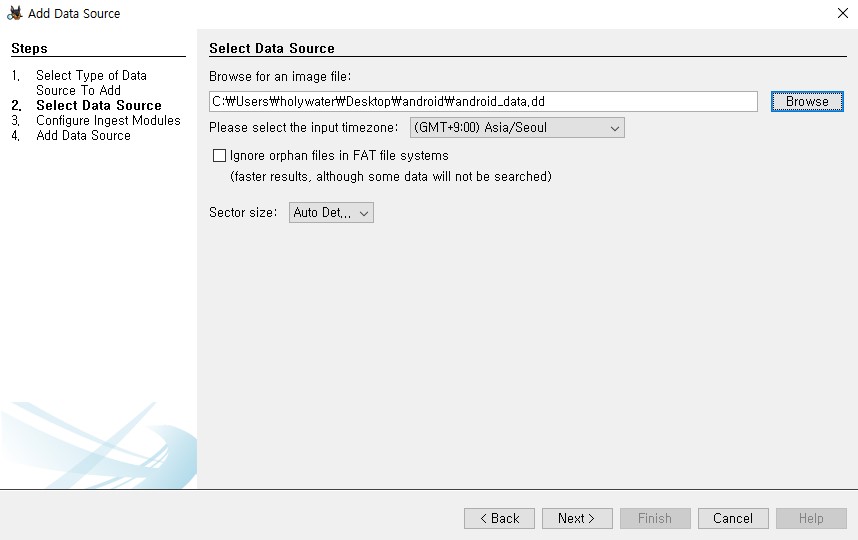 Add Data Source
Steps
1. Select Type of Data
Source To Add
2. Select Data Source
3. Configure Ingest Modules
4. Add Data Source
Select Data Source
Browse for an image file:
C:₩Users₩holywater₩Desktop₩android₩android_data.dd
Browse
Please select the input timezone:
(GMT+9:00) Asia/Seoul
Ignore orphan files in FAT file systems
(faster results, although some data will not be searched)
Sector size:
Auto Det...
< Back
Next >
Finish
Cancel
Help